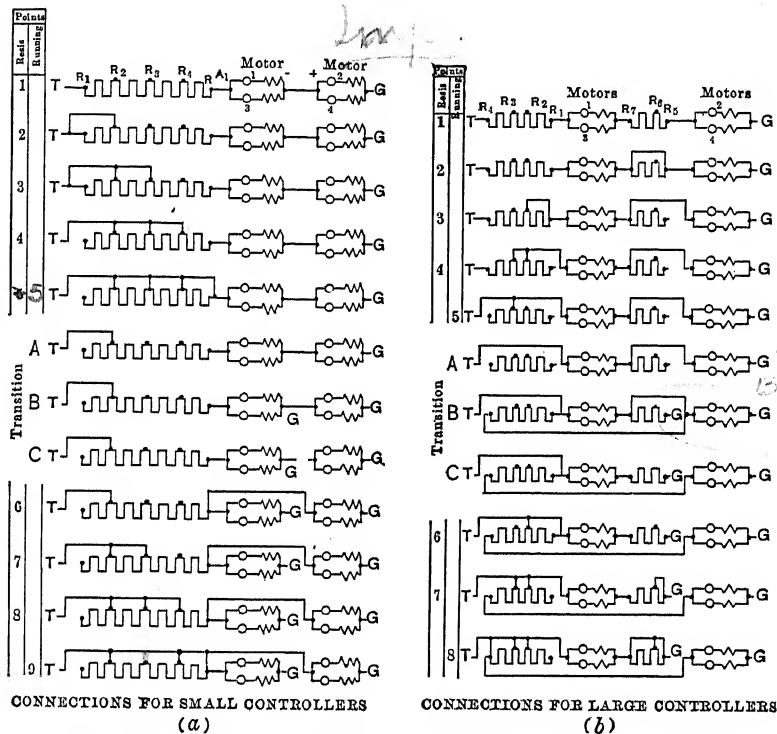 Imp.
Points
Resis
Running
1 T R₁ R₂ R₃ R₄ R A₁ Motor 1 - 3 + Motor 2 4 G
2 T G
3 T G
4 T G
5 T G
Transition
A T G
B T G G
C T G G
6 T G G
7 T G G
8 T G G
9 T G G
CONNECTIONS FOR SMALL CONTROLLERS
(a)
Points
Resis
Running
1 T R₄ R₃ R₂ R₁ Motors 1 3 R₇ R₆ R₅ Motors 2 4 G
2 T G
3 T G
4 T G
5 T G
Transition
A T G
13
B T G G
C T G G
6 T G G
7 T G G
8 T G G
CONNECTIONS FOR LARGE CONTROLLERS
(b)